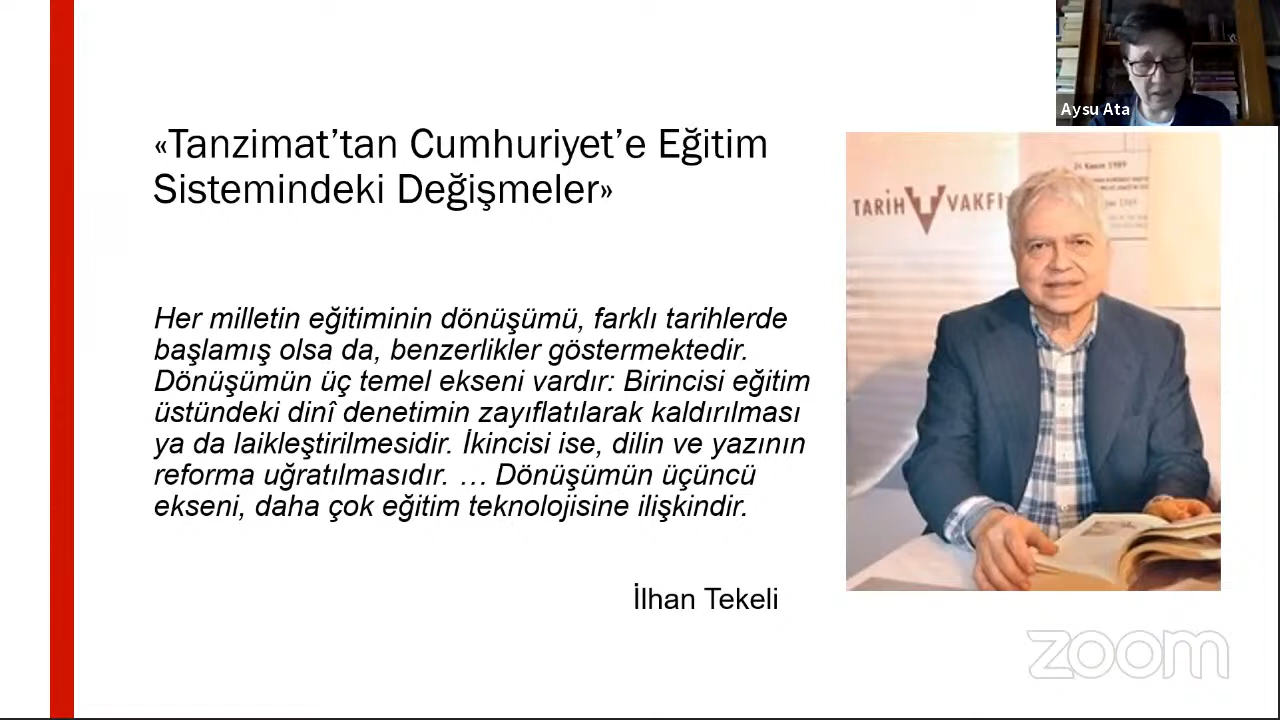 Aysu Ata
«Tanzimat’tan Cumhuriyet’e Eğitim
Sistemindeki Değişmeler»
TARİH VAKFI
Her milletin eğitiminin dönüşümü, farklı tarihlerde
başlamış olsa da, benzerlikler göstermektedir.
Dönüşümün üç temel ekseni vardır: Birincisi eğitim
üstündeki dinî denetimin zayıflatılarak kaldırılması
ya da laikleştirilmesidir. İkincisi ise, dilin ve yazının
reforma uğratılmasıdır. … Dönüşümün üçüncü
ekseni, daha çok eğitim teknolojisine ilişkindir.
İlhan Tekeli
zoom